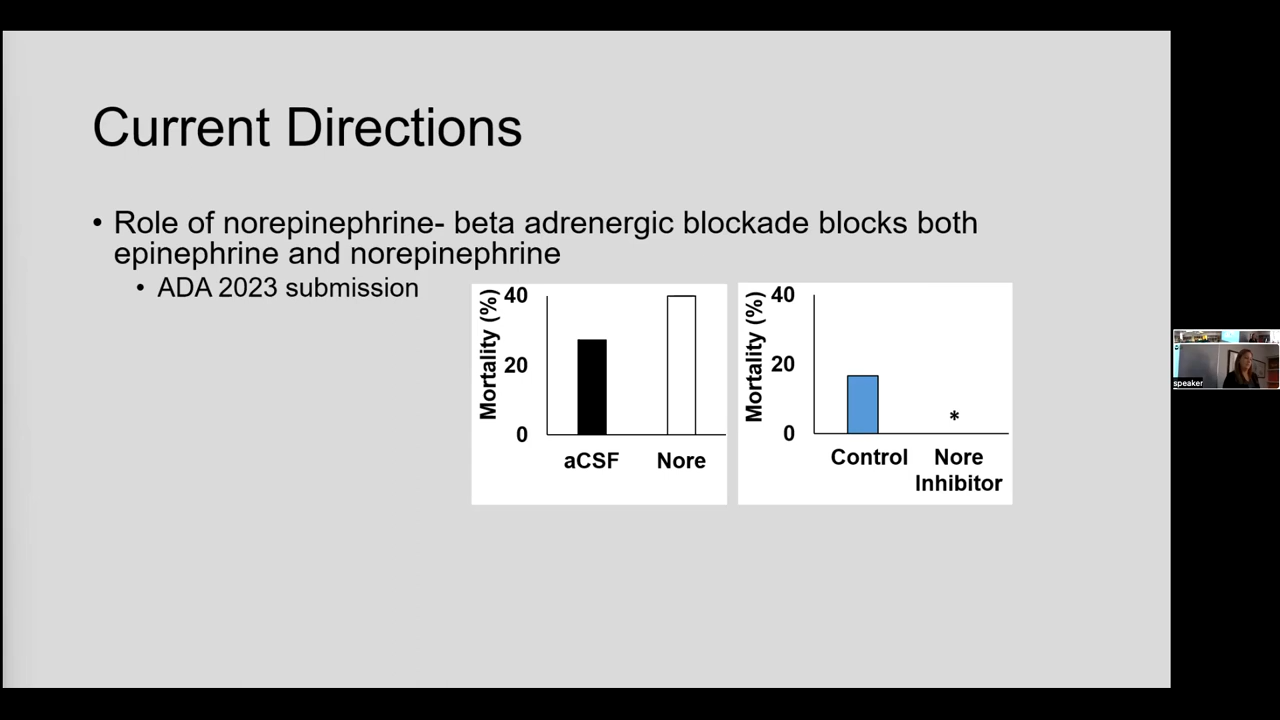 Current Directions
• Role of norepinephrine- beta adrenergic blockade blocks both
epinephrine and norepinephrine
• ADA 2023 submission
Mortality (%)
40
20
0
aCSF
Nore
Mortality (%)
40
20
0
*
Control
Nore
Inhibitor
speaker